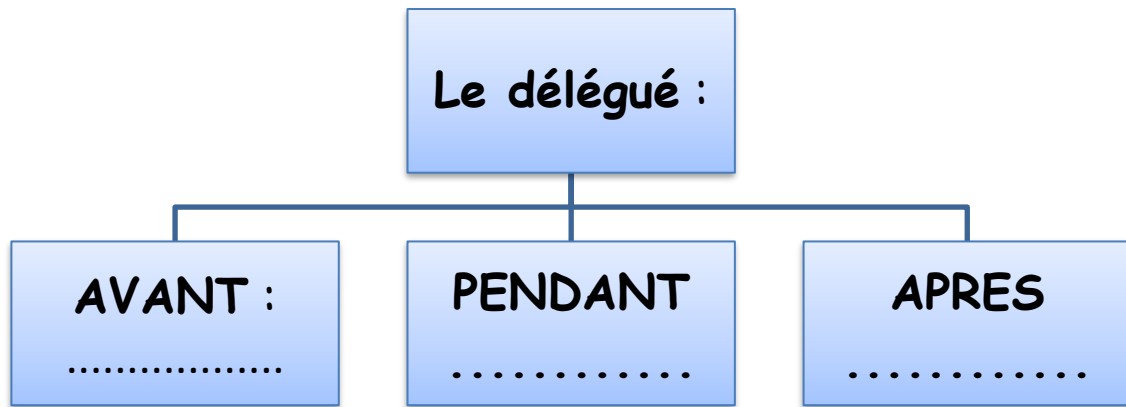 Le délégué :
AVANT :
..................
PENDANT
............
APRES
............